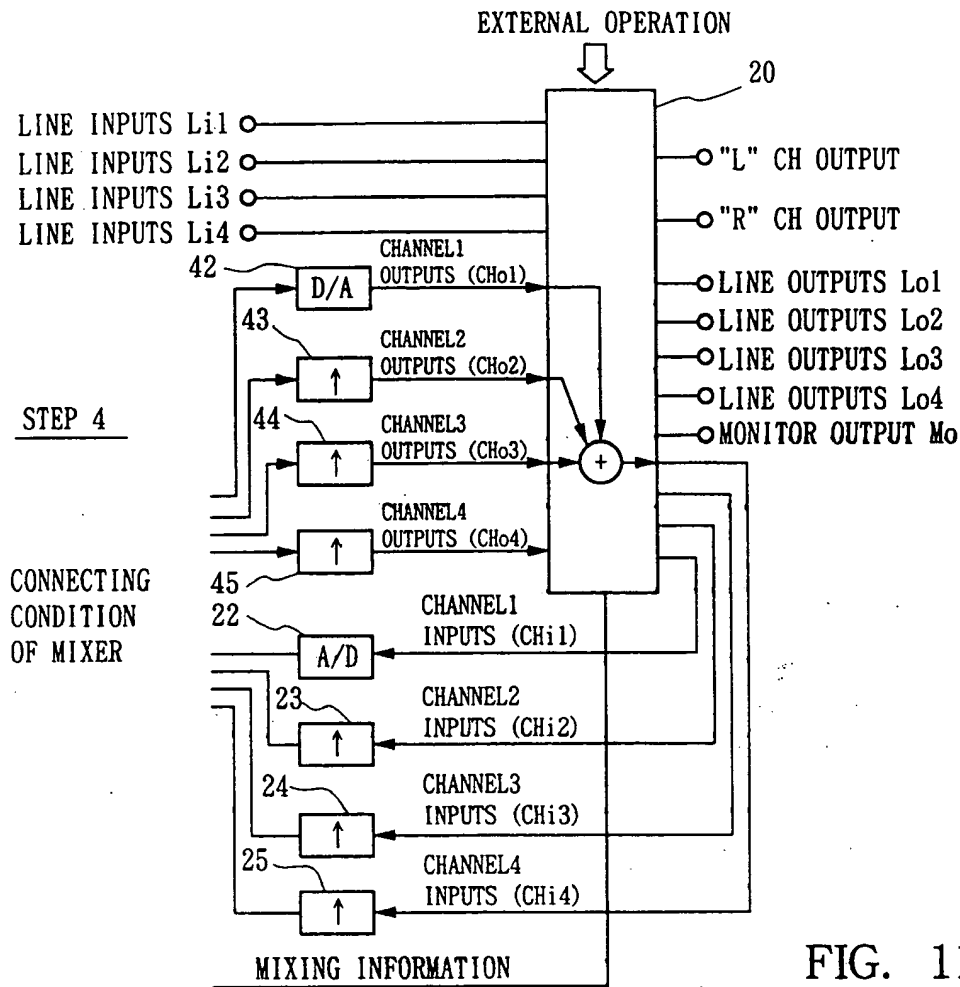 EXTERNAL OPERATION
20
LINE INPUTS Li1
LINE INPUTS Li2
LINE INPUTS Li3
LINE INPUTS Li4
"L" CH OUTPUT
"R" CH OUTPUT
LINE OUTPUTS Lo1
LINE OUTPUTS Lo2
LINE OUTPUTS Lo3
LINE OUTPUTS Lo4
MONITOR OUTPUT Mo
42
D/A
CHANNEL1
OUTPUTS (CHo1)
43
↑
CHANNEL2
OUTPUTS (CHo2)
STEP 4
44
↑
CHANNEL3
OUTPUTS (CHo3)
+
45
↑
CHANNEL4
OUTPUTS (CHo4)
CONNECTING
CONDITION
OF MIXER
22
A/D
CHANNEL1
INPUTS (CHi1)
23
↑
CHANNEL2
INPUTS (CHi2)
24
↑
CHANNEL3
INPUTS (CHi3)
25
↑
CHANNEL4
INPUTS (CHi4)
MIXING INFORMATION
FIG. 11